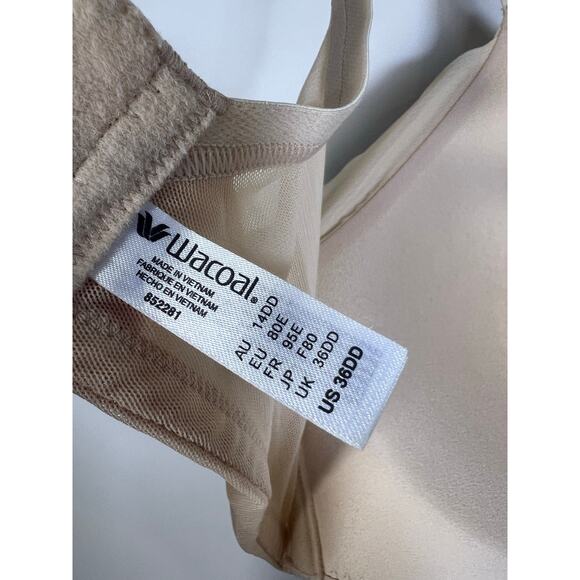 Wacoal®
MADE IN VIETNAM
FABRIQUE EN VIETNAM
HECHO EN VIETNAM
852281
AU 14DD
EU 80E
FR 95E
JP F80
UK 36DD
US 36DD